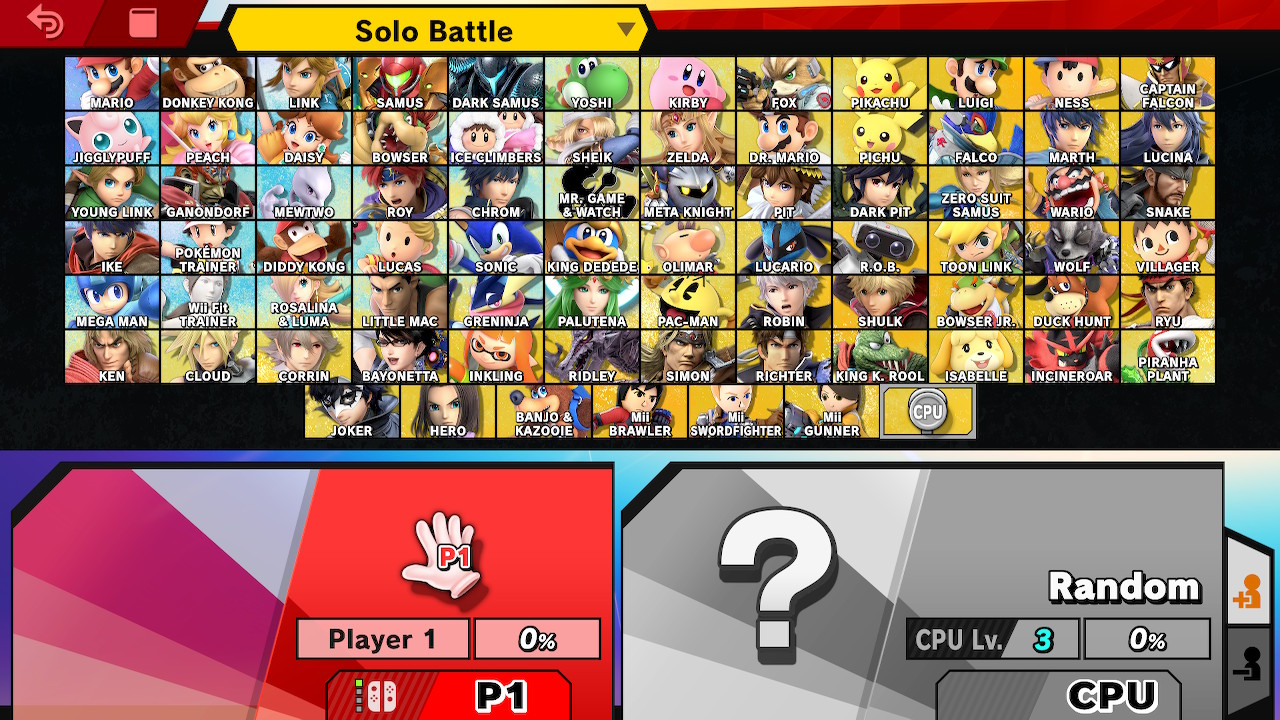 Solo Battle
MARIO
DONKEY KONG
LINK
SAMUS
DARK SAMUS
YOSHI
KIRBY
FOX
PIKACHU
LUIGI
NESS
CAPTAIN
FALCON
JIGGLYPUFF
PEACH
DAISY
BOWSER
ICE CLIMBERS
SHEIK
ZELDA
DR. MARIO
PICHU
FALCO
MARTH
LUCINA
YOUNG LINK
GANONDORF
MEWTWO
ROY
CHROM
MR. GAME
& WATCH
META KNIGHT
PIT
DARK PIT
ZERO SUIT
SAMUS
WARIO
SNAKE
IKE
POKÉMON
TRAINER
DIDDY KONG
LUCAS
SONIC
KING DEDEDE
OLIMAR
LUCARIO
R.O.B.
TOON LINK
WOLF
VILLAGER
MEGA MAN
Wii Fit
TRAINER
ROSALINA
& LUMA
LITTLE MAC
GRENINJA
PALUTENA
PAC-MAN
ROBIN
SHULK
BOWSER JR.
DUCK HUNT
RYU
KEN
CLOUD
CORRIN
BAYONETTA
INKLING
RIDLEY
SIMON
RICHTER
KING K. ROOL
ISABELLE
INCINEROAR
PIRANHA
PLANT
JOKER
HERO
BANJO &
KAZOOIE
Mii
BRAWLER
Mii
SWORDFIGHTER
Mii
GUNNER
CPU
P1
Player 1
0%
P1
?
Random
CPU Lv. 3
0%
CPU